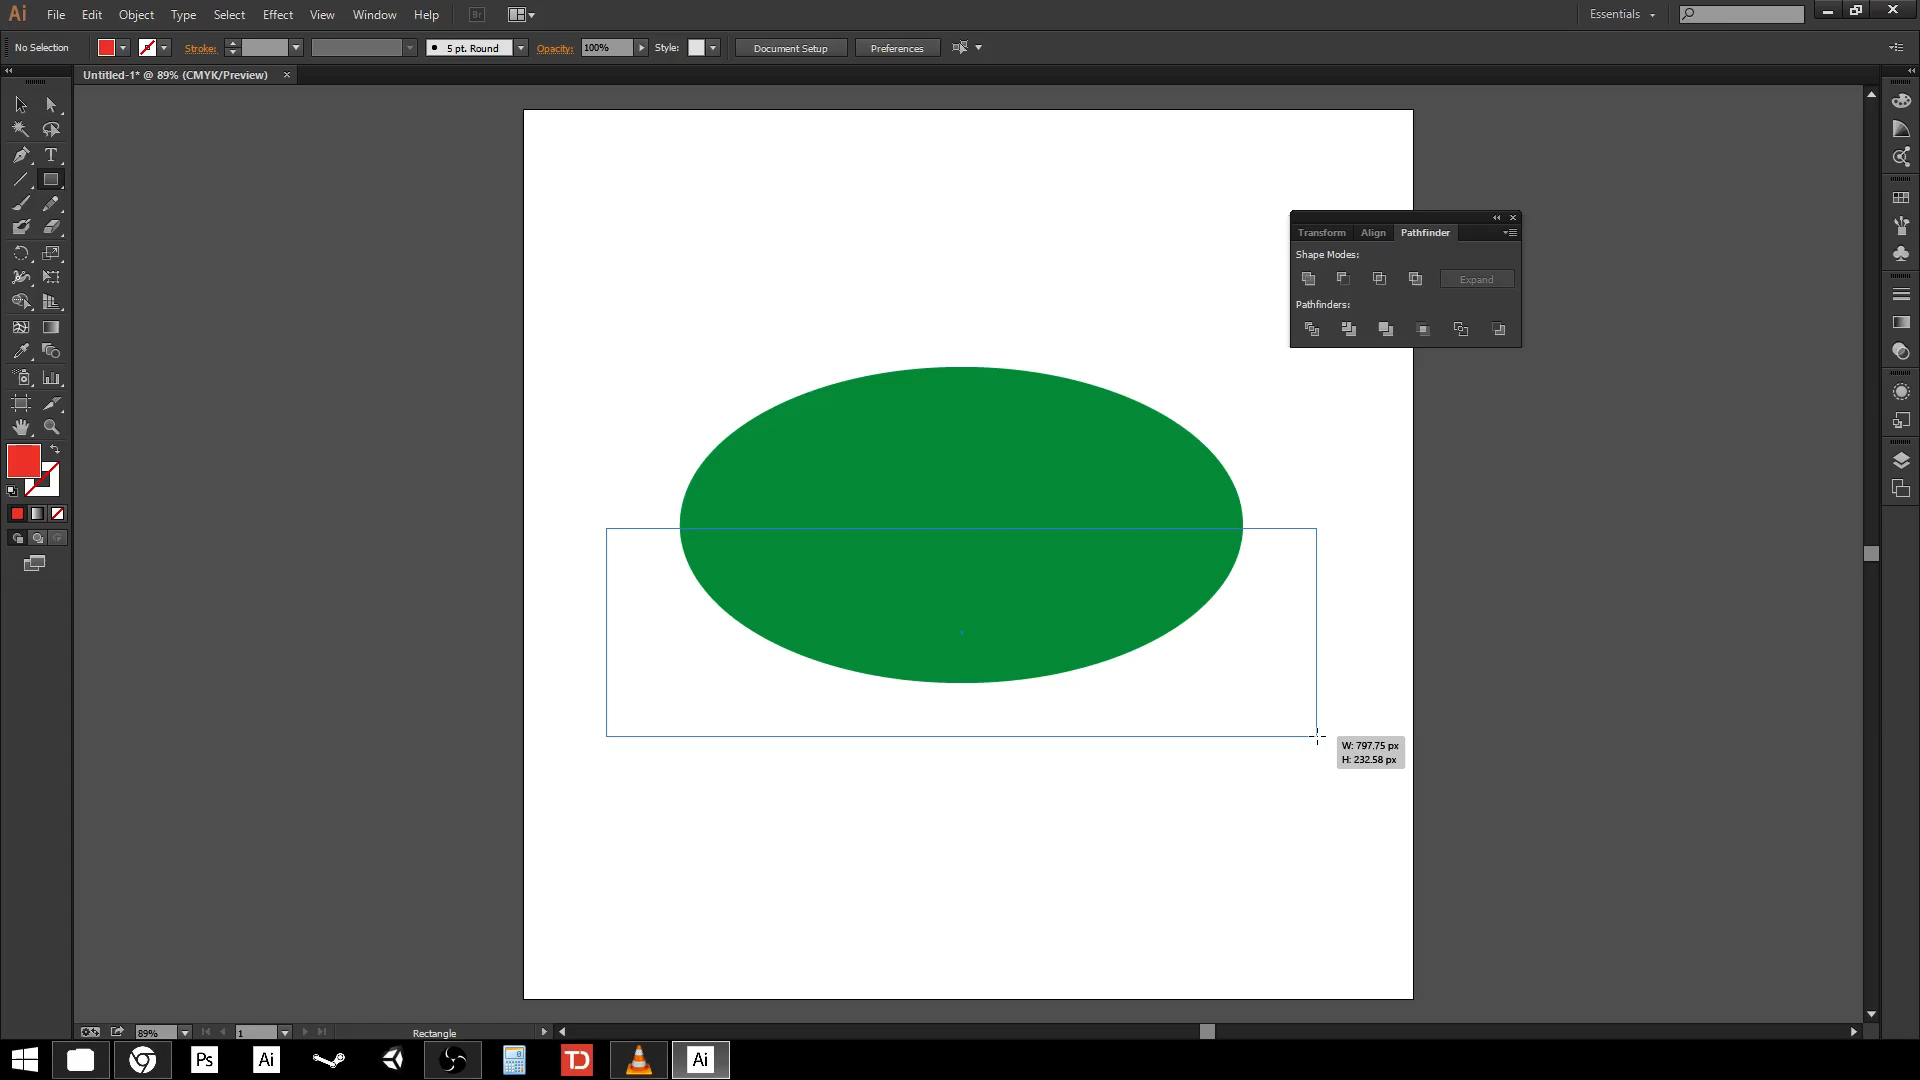 Ai File Edit Object Type Select Effect View Window Help Br Essentials
No Selection Stroke: 5 pt. Round Opacity: 100% Style: Document Setup Preferences
Untitled-1* @ 89% (CMYK/Preview)
T
Transform Align Pathfinder
Shape Modes:
Expand
Pathfinders:
W: 797.75 px
H: 232.58 px
89% 1 Rectangle
Ps Ai TD Ai